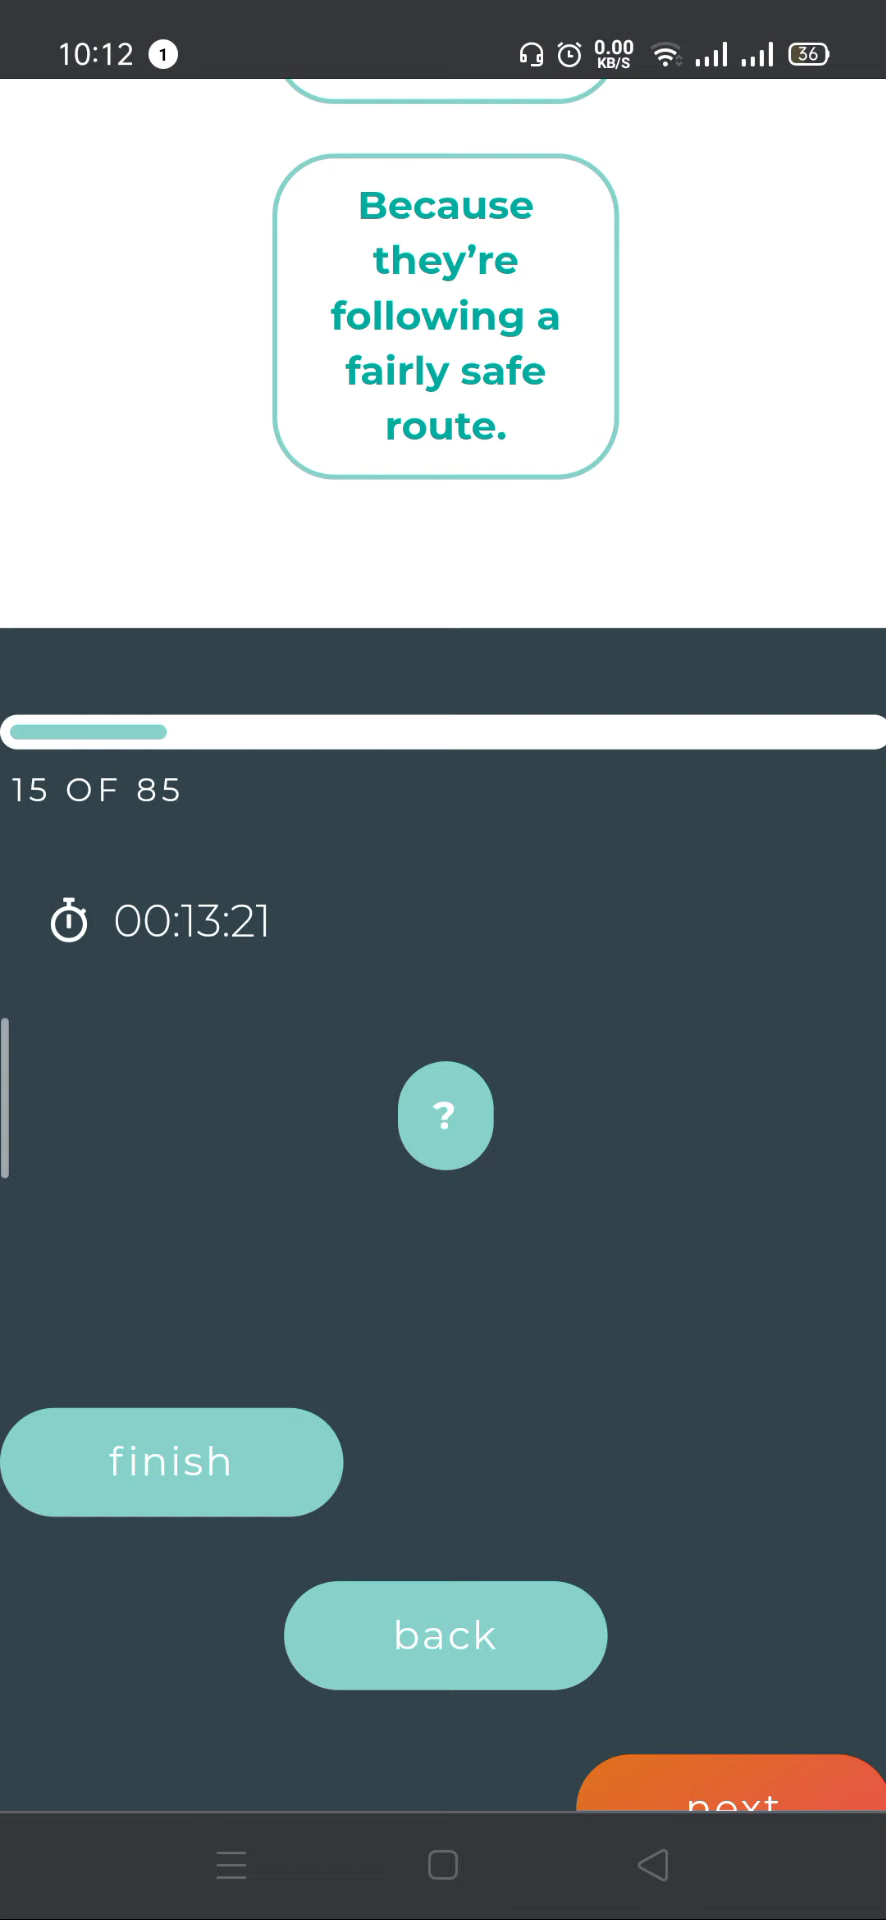 10:12 1 0.00 KB/S 36
Because
they’re
following a
fairly safe
route.
15 OF 85
00:13:21
?
finish
back
next